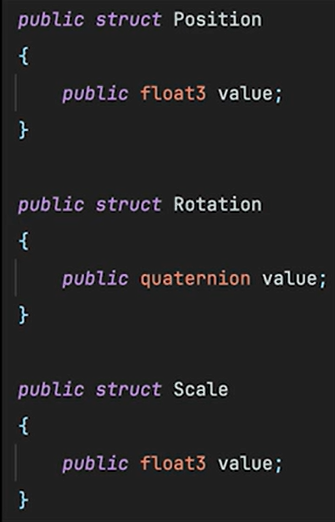 public struct Position
{
    public float3 value;
}
public struct Rotation
{
    public quaternion value;
}
public struct Scale
{
    public float3 value;
}